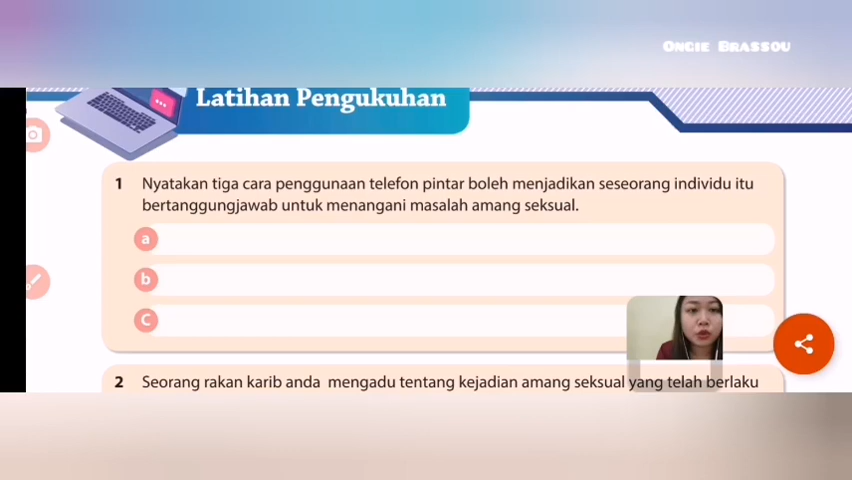 Ongie Brassou
Latihan Pengukuhan
1 Nyatakan tiga cara penggunaan telefon pintar boleh menjadikan seseorang individu itu
bertanggungjawab untuk menangani masalah amang seksual.
a
b
C
2 Seorang rakan karib anda mengadu tentang kejadian amang seksual yang telah berlaku